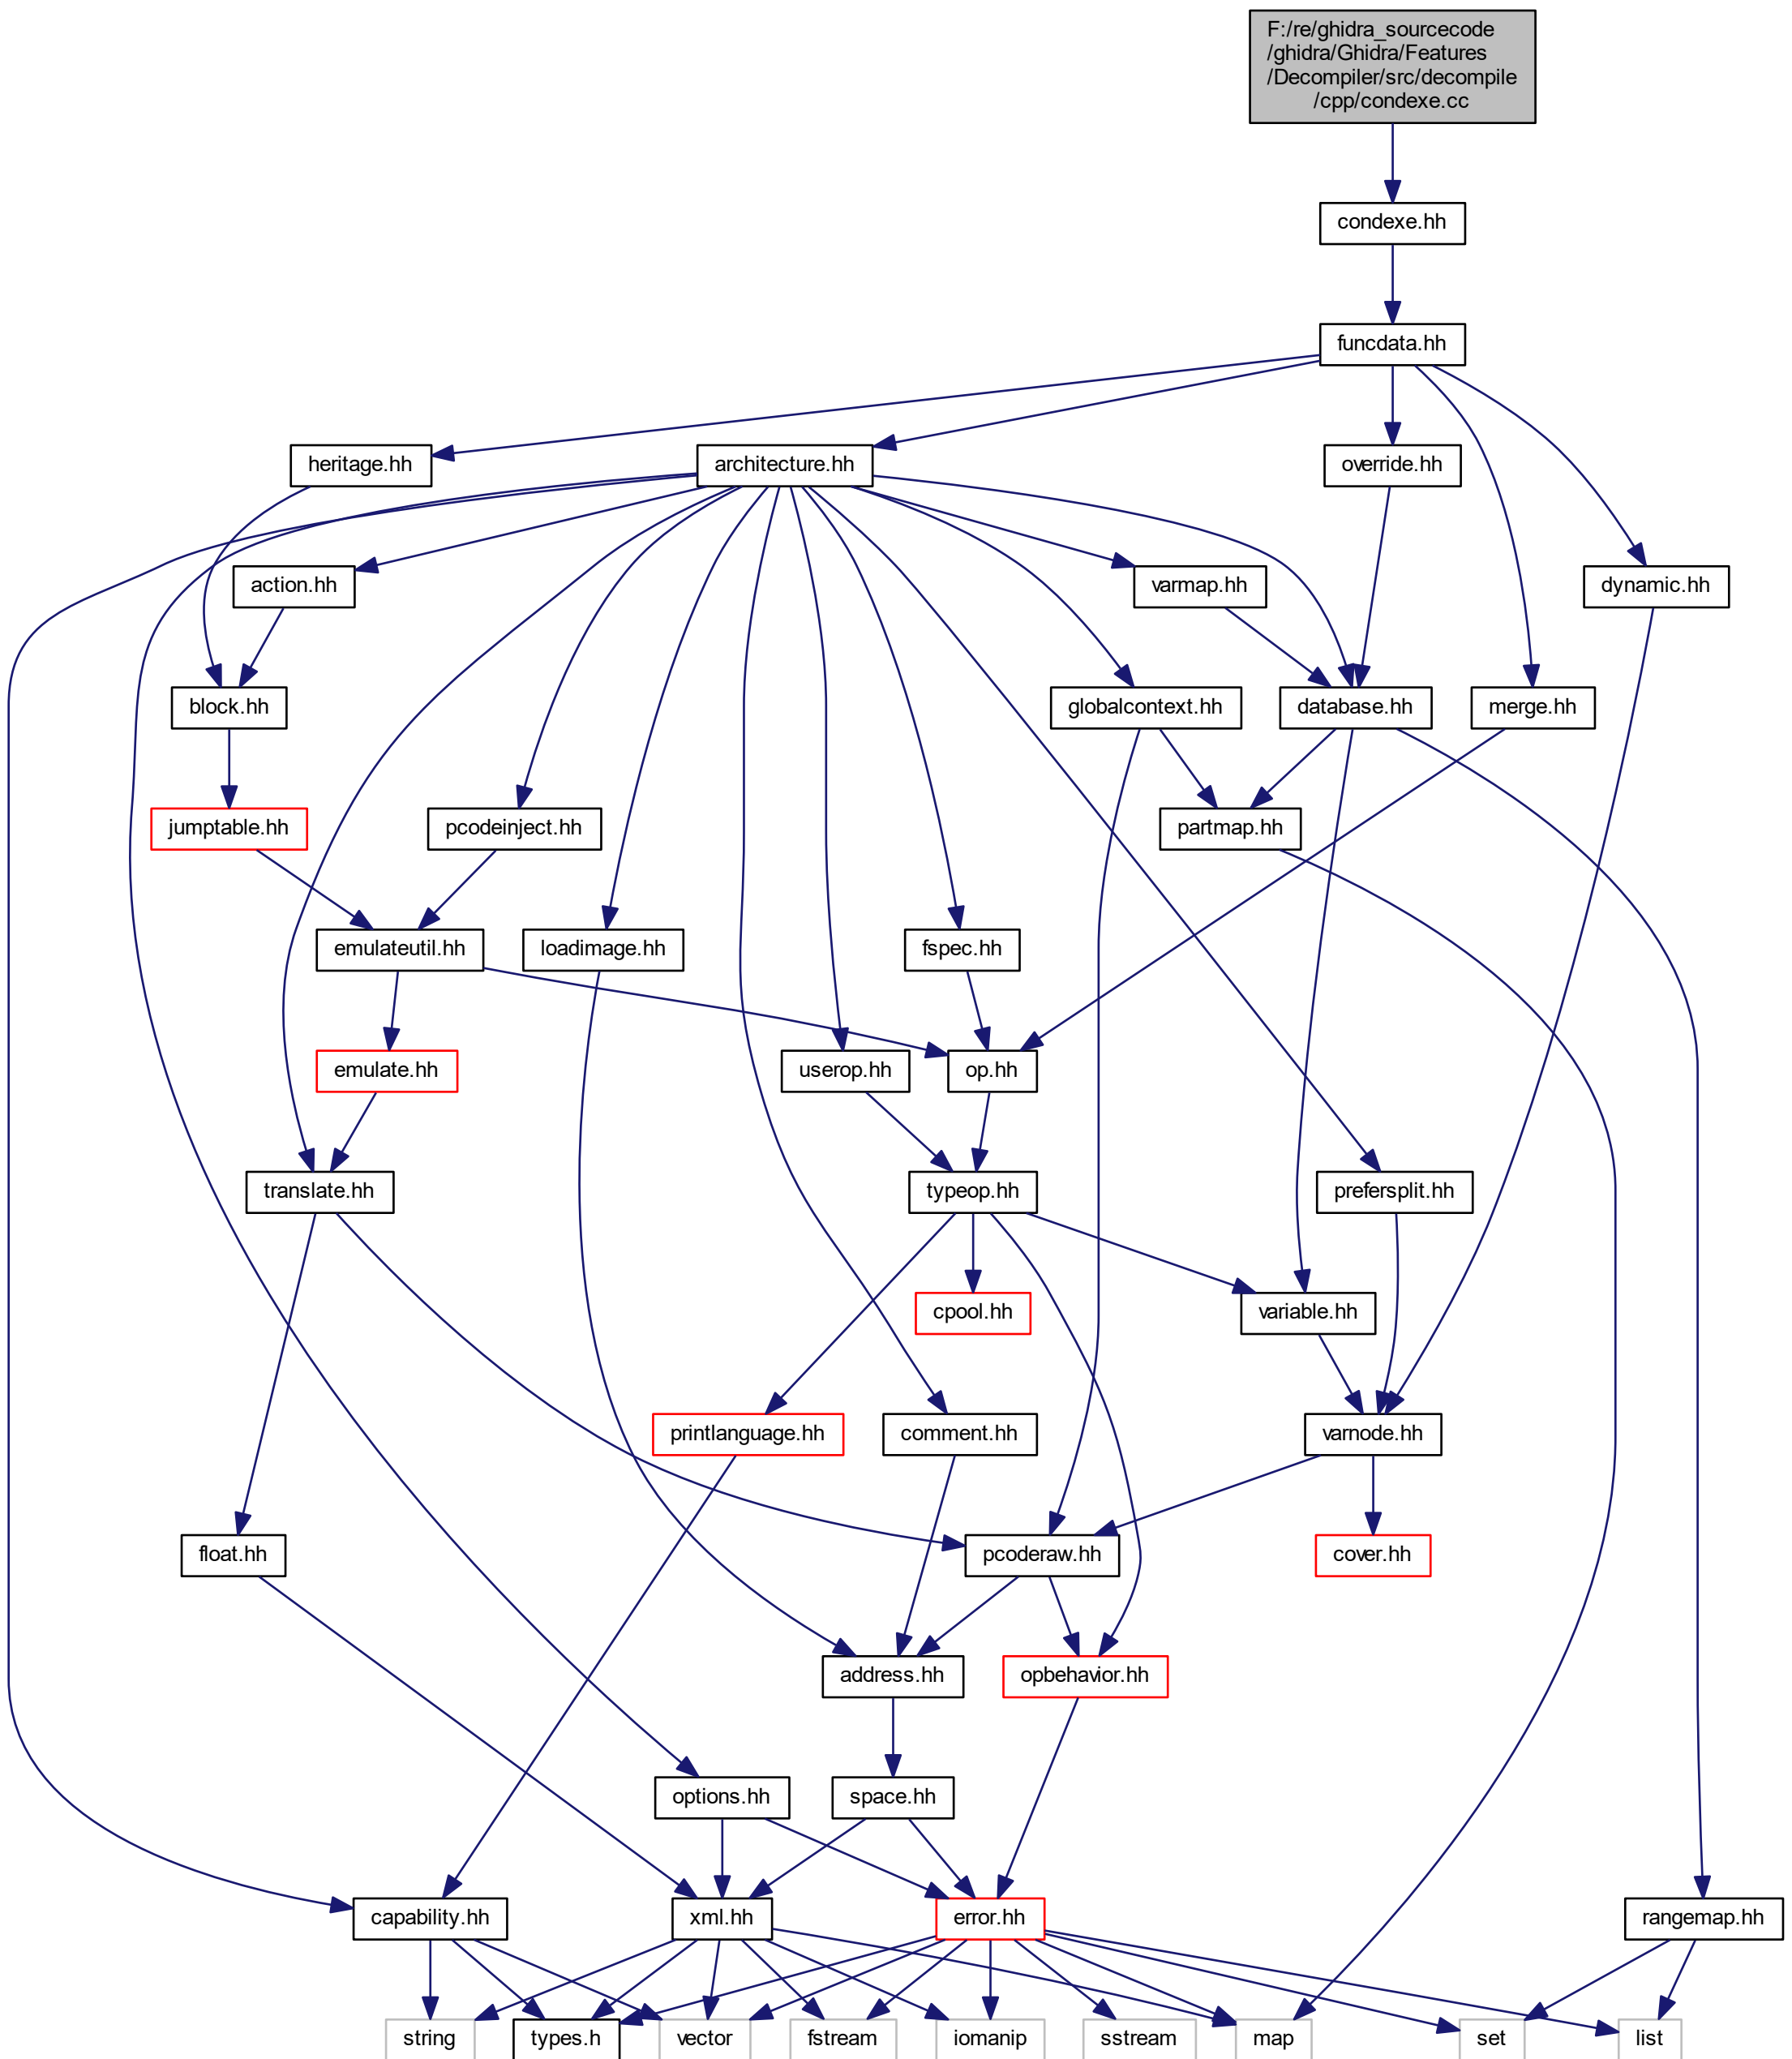 F:/re/ghidra_sourcecode
/ghidra/Ghidra/Features
/Decompiler/src/decompile
/cpp/condexe.cc
condexe.hh
funcdata.hh
heritage.hh
architecture.hh
override.hh
action.hh
varmap.hh
dynamic.hh
block.hh
globalcontext.hh
database.hh
merge.hh
jumptable.hh
pcodeinject.hh
partmap.hh
emulateutil.hh
loadimage.hh
fspec.hh
emulate.hh
userop.hh
op.hh
translate.hh
typeop.hh
prefersplit.hh
cpool.hh
variable.hh
printlanguage.hh
comment.hh
varnode.hh
float.hh
pcoderaw.hh
cover.hh
address.hh
opbehavior.hh
options.hh
space.hh
capability.hh
xml.hh
error.hh
rangemap.hh
string
types.h
vector
fstream
iomanip
sstream
map
set
list